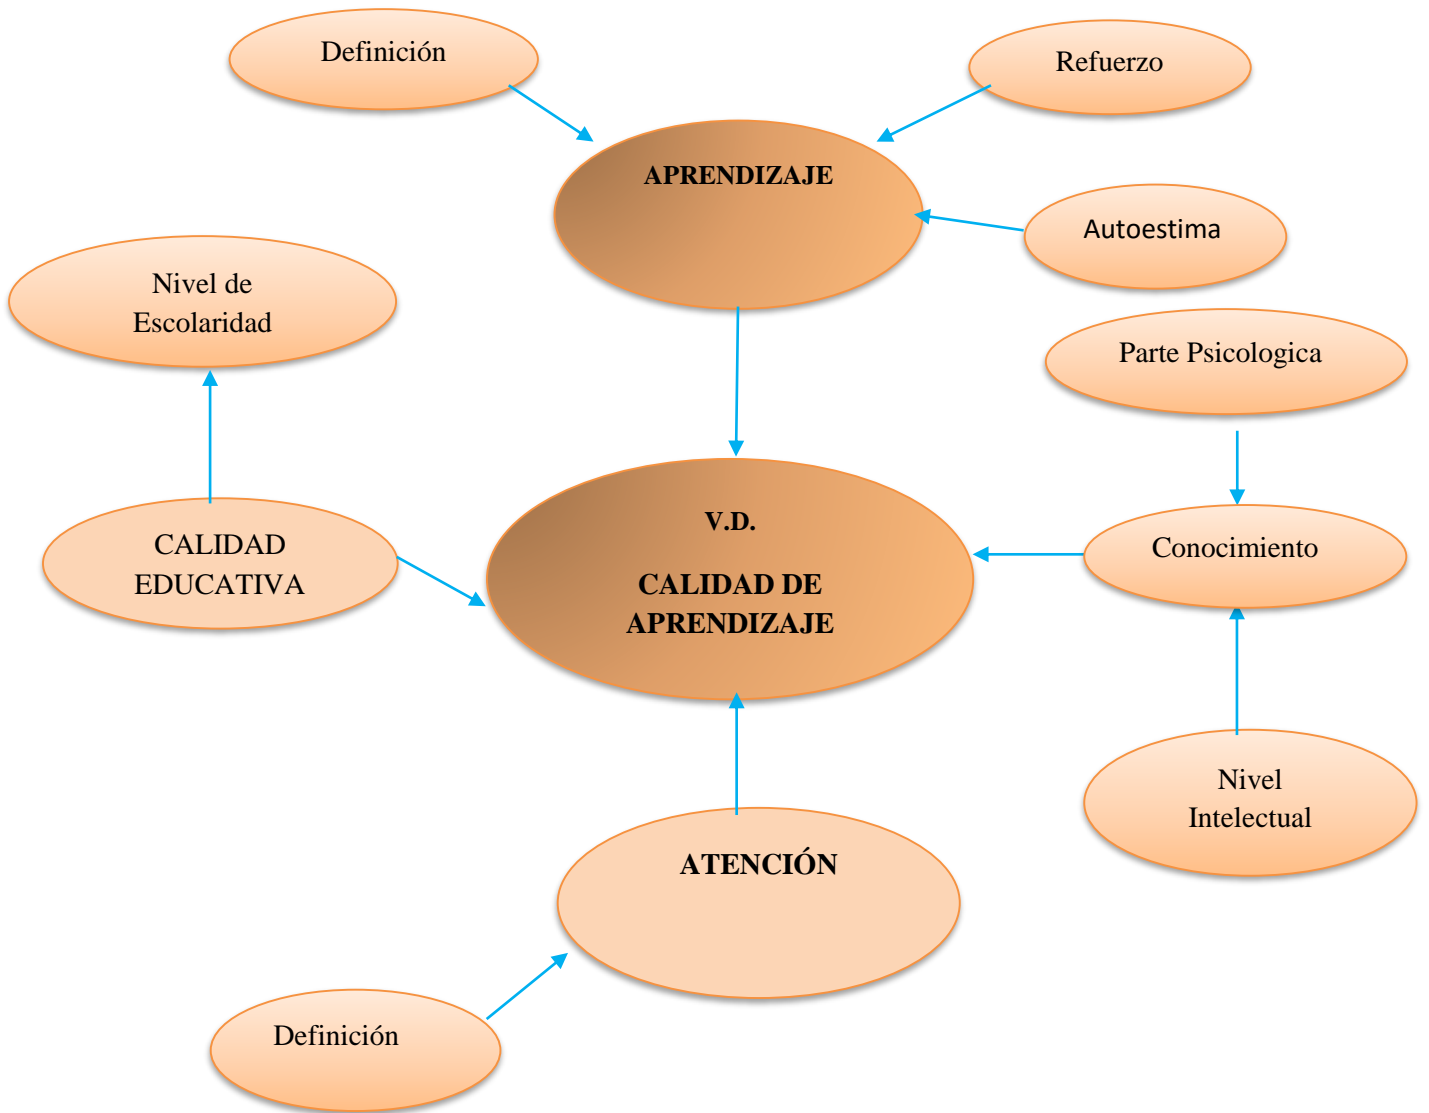 Definición
Refuerzo
APRENDIZAJE
Autoestima
Nivel de
Escolaridad
Parte Psicologica
V.D.
CALIDAD DE
APRENDIZAJE
CALIDAD
EDUCATIVA
Conocimiento
Nivel
Intelectual
ATENCIÓN
Definición